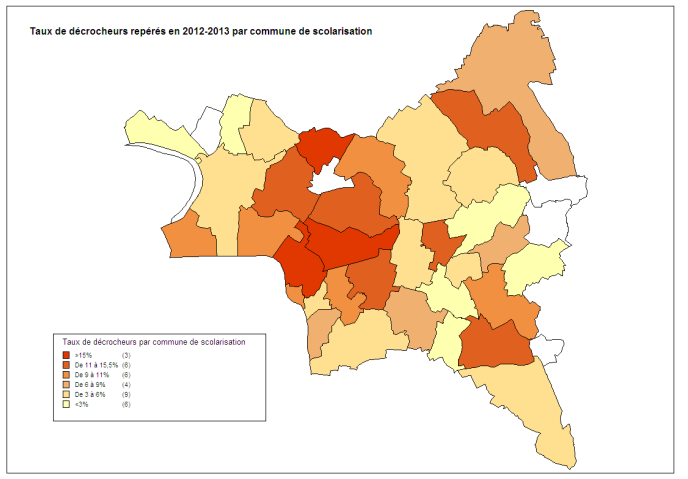 Taux de décrocheurs repérés en 2012-2013 par commune de scolarisation
Taux de décrocheurs par commune de scolarisation
>15% (3)
De 11 à 15,5% (6)
De 9 à 11% (6)
De 6 à 9% (4)
De 3 à 6% (9)
<3% (6)